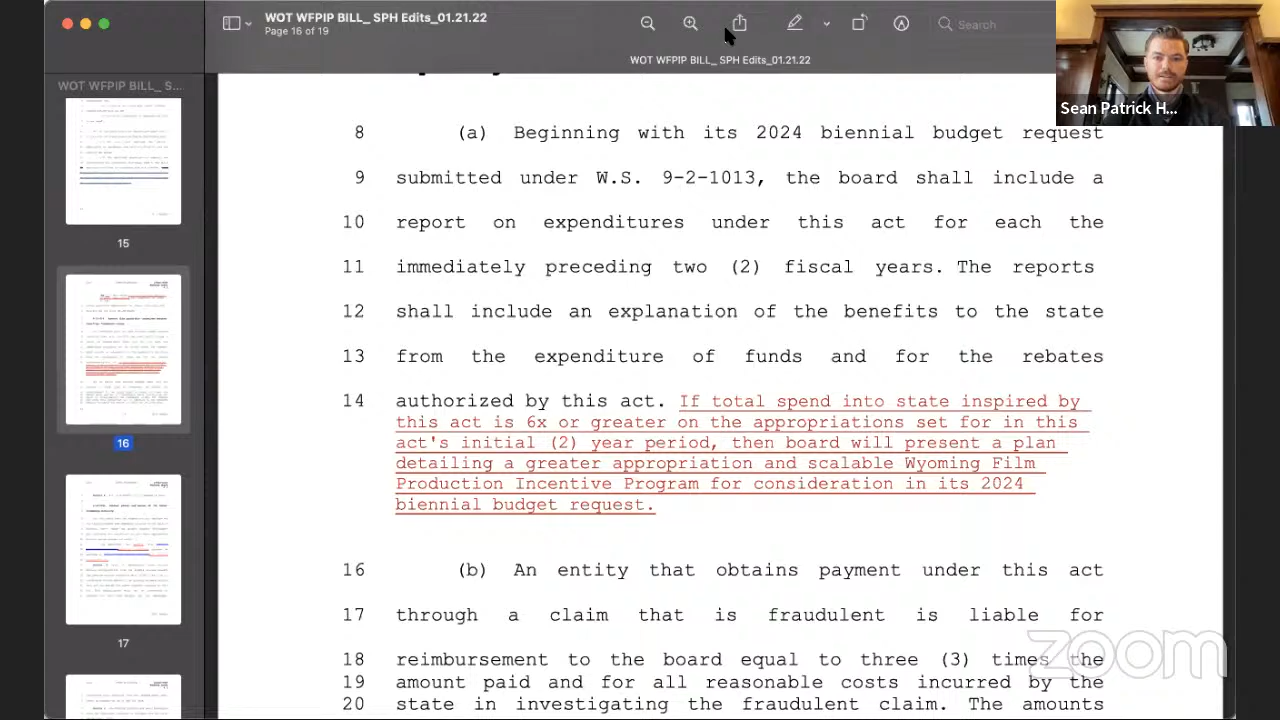 WOT WFPIP BILL_ SPH Edits_01.21.22
Page 16 of 19
Search
WOT WFPIP BILL_ SPH Edits_01.21.22
Sean Patrick H...
WOT WFPIP BILL_ S...
15
16
17
8 (a) Beginning with its 2024 biennial budget request
9 submitted under W.S. 9-2-1013, the board shall include a
10 report on expenditures under this act for each the
11 immediately preceding two (2) fiscal years. The reports
12 shall include an explanation of the benefits to the state
13 from the expenditure of funds and for the rebates
14 authorized by this act. If total spend in state inspired by
this act is 6x or greater on the appropriations set for in this
act's initial (2) year period, then board will present a plan
detailing a greater appropriation and scalable Wyoming Film
Production Incentive Program for consideration in its 2024
biennial budget request.
16 (b) Any entity that obtains payment under this act
17 through a claim that is fraudulent is liable for
18 reimbursement to the board equal to three (3) times the
19 amount paid and for all reasonable costs incurred by the
20 board in investigating the fraudulent claim. The amounts
zoom